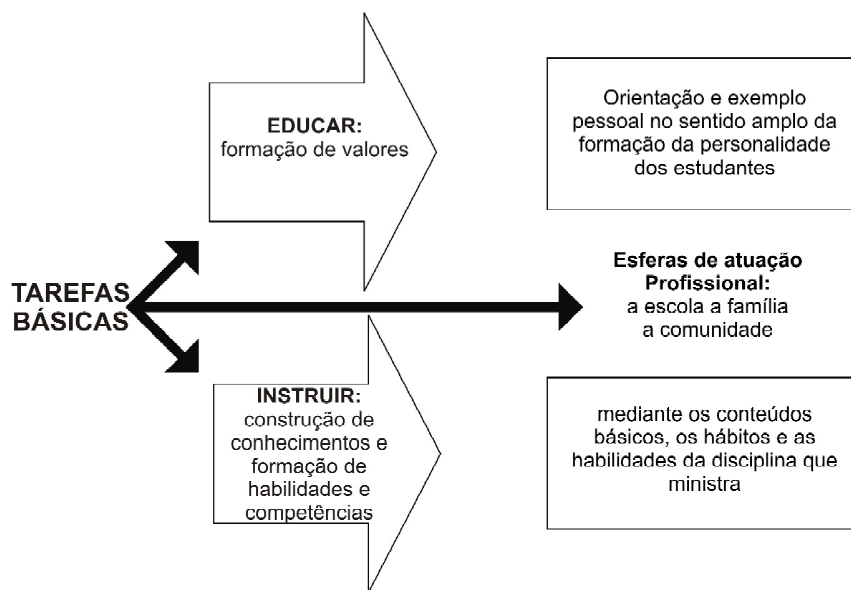 EDUCAR:
formação de valores
Orientação e exemplo
pessoal no sentido amplo da
formação da personalidade
dos estudantes
TAREFAS
BÁSICAS
Esferas de atuação
Profissional:
a escola a família
a comunidade
INSTRUIR:
construção de
conhecimentos e
formação de
habilidades e
competências
mediante os conteúdos
básicos, os hábitos e as
habilidades da disciplina que
ministra